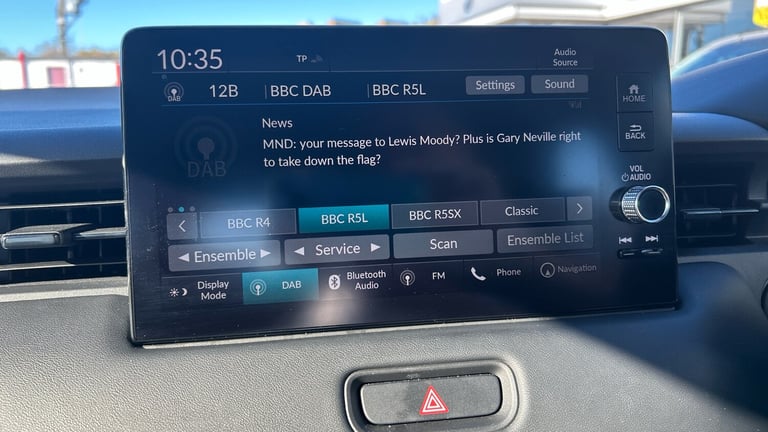 10:35
TP
Audio
Source
DAB
12B
BBC DAB
BBC R5L
Settings
Sound
HOME
News
MND: your message to Lewis Moody? Plus is Gary Neville right
to take down the flag?
DAB
BACK
VOL
AUDIO
BBC R4
BBC R5L
BBC R5SX
Classic
Ensemble
Service
Scan
Ensemble List
Display
Mode
DAB
Bluetooth
Audio
FM
Phone
Navigation